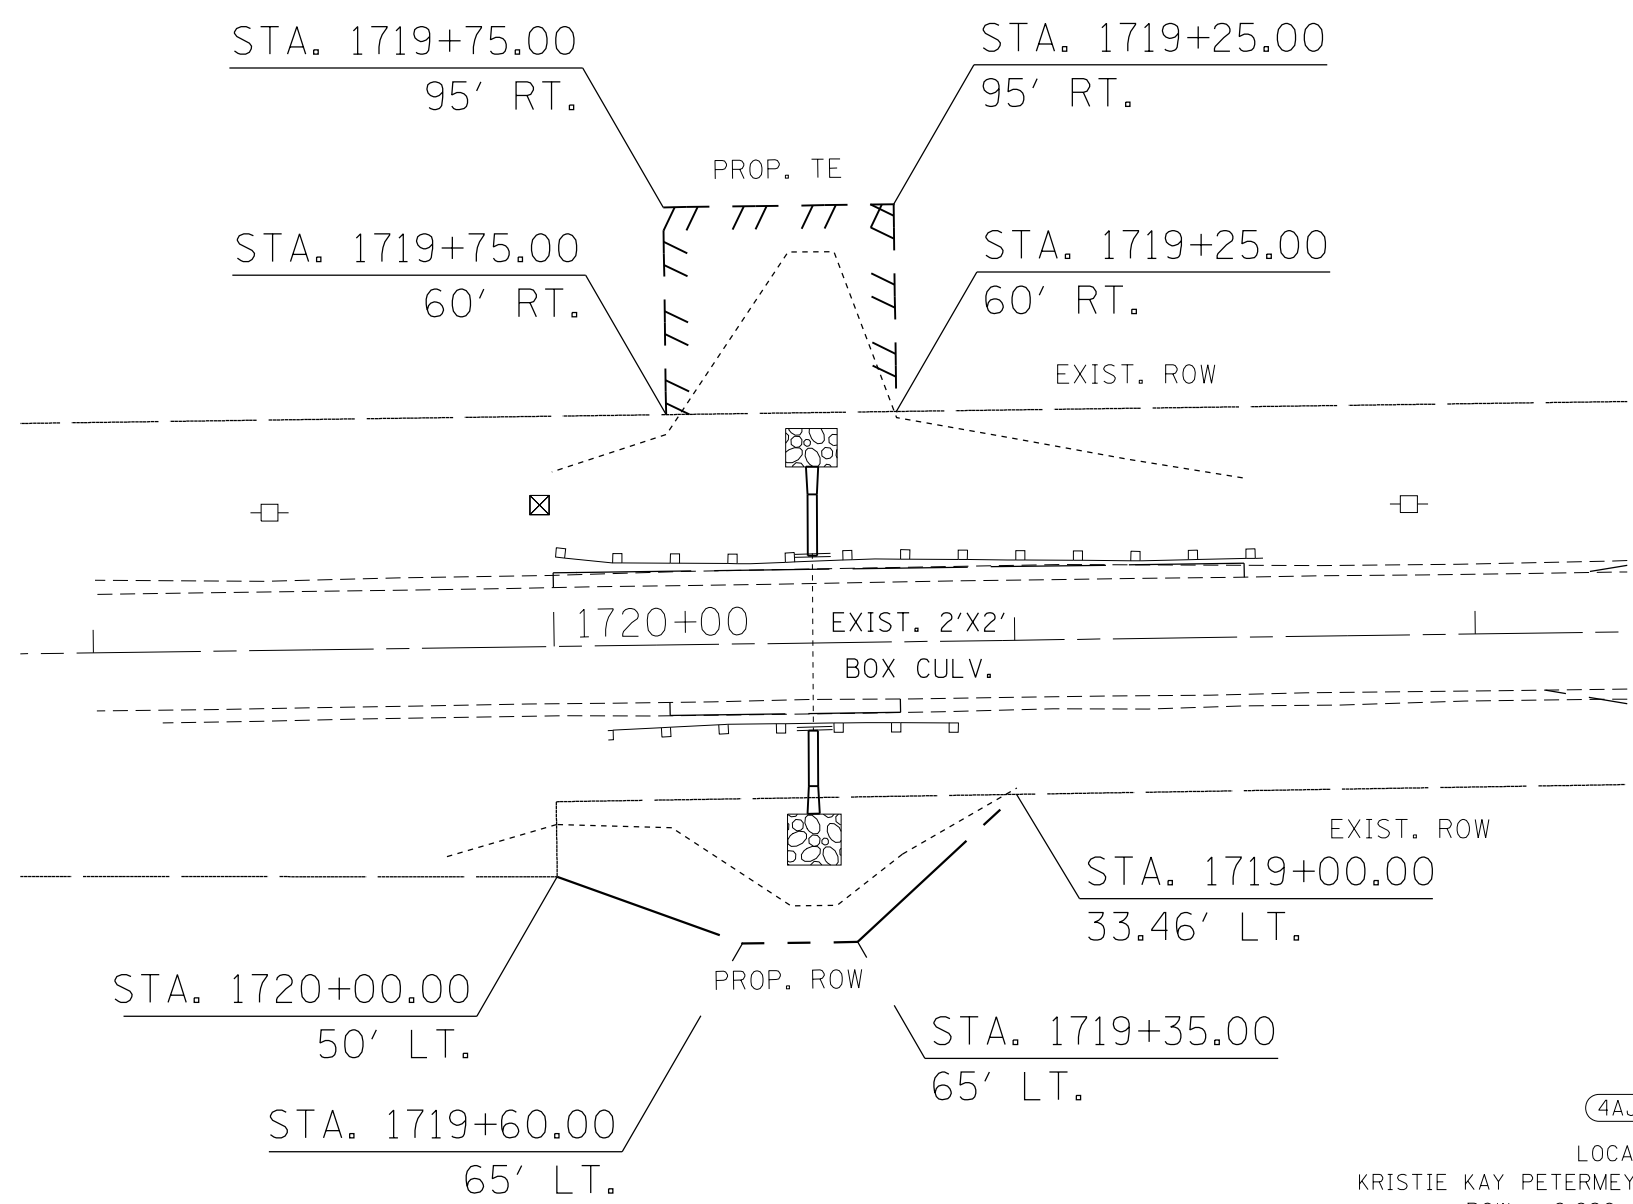 STA. 1719+75.00
95' RT.
STA. 1719+25.00
95' RT.
PROP. TE
STA. 1719+75.00
60' RT.
STA. 1719+25.00
60' RT.
EXIST. ROW
1720+00
EXIST. 2'X2'
BOX CULV.
EXIST. ROW
STA. 1719+00.00
33.46' LT.
PROP. ROW
STA. 1720+00.00
50' LT.
STA. 1719+35.00
65' LT.
STA. 1719+60.00
65' LT.
KRISTIE KAY